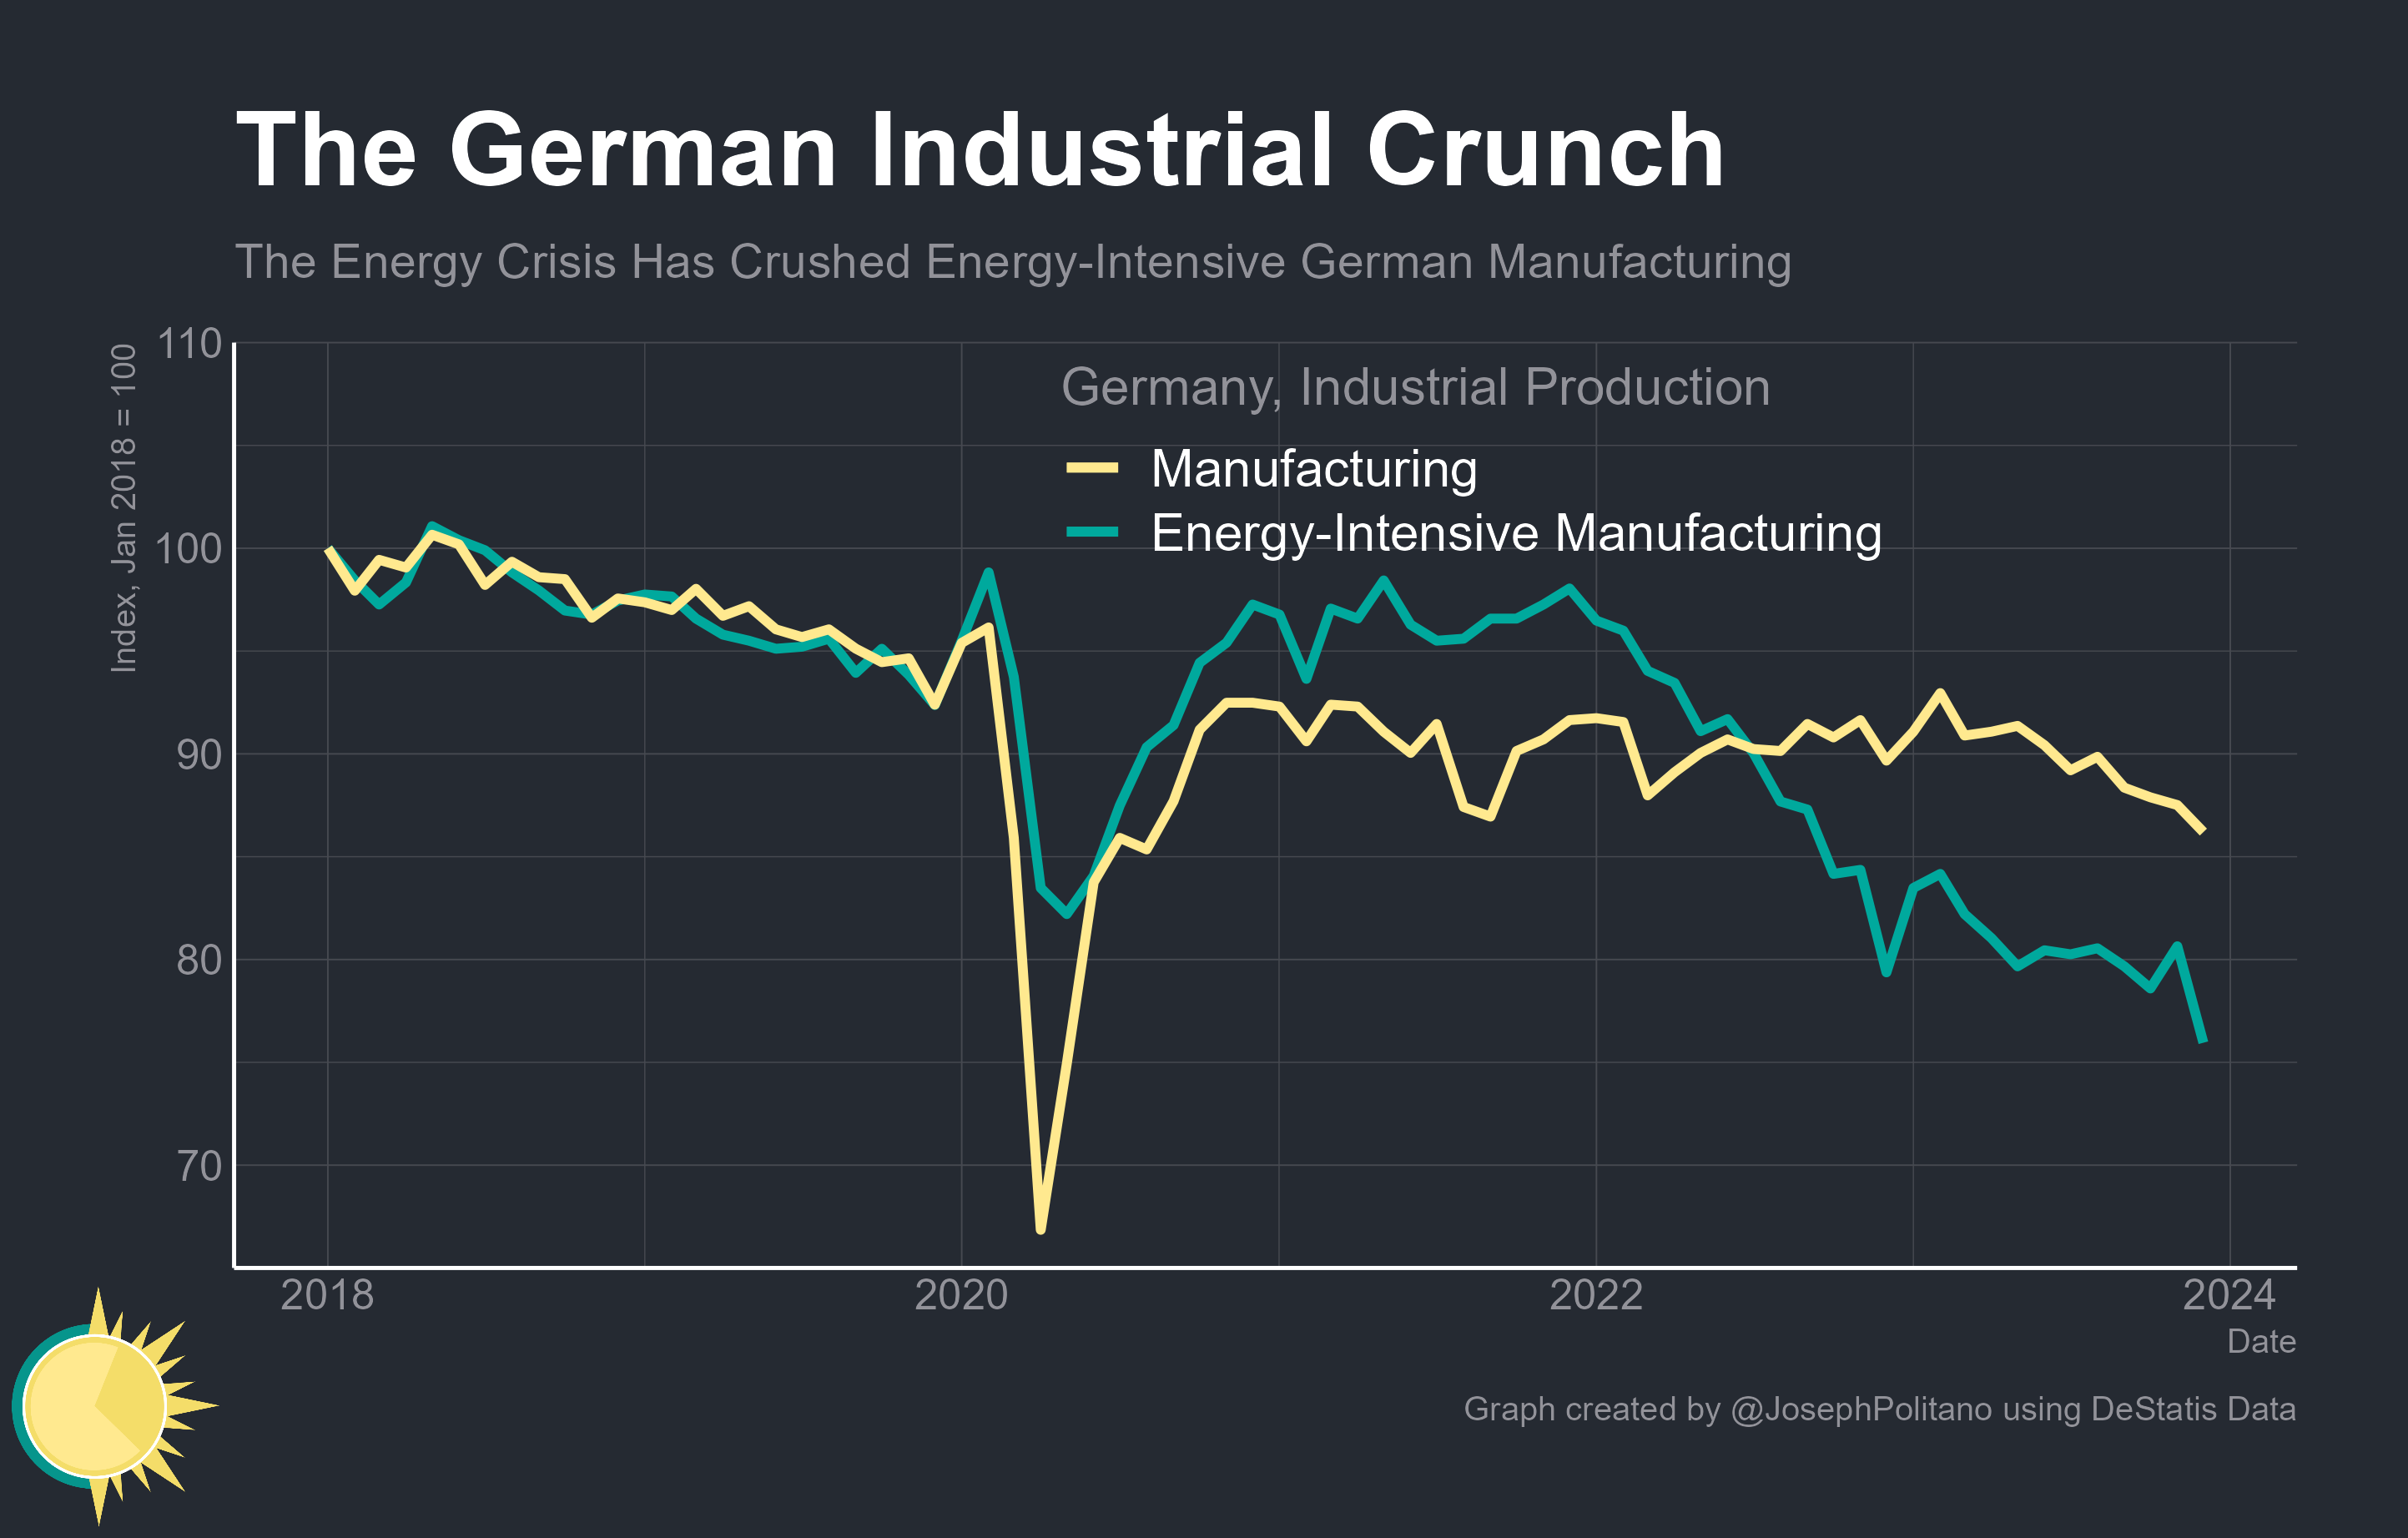 The German Industrial Crunch
The Energy Crisis Has Crushed Energy-Intensive German Manufacturing
Index, Jan 2018 = 100
110
100
90
80
70
Germany, Industrial Production
Manufacturing
Energy-Intensive Manufacturing
2018
2020
2022
2024
Date
Graph created by @JosephPolitano using DeStatis Data